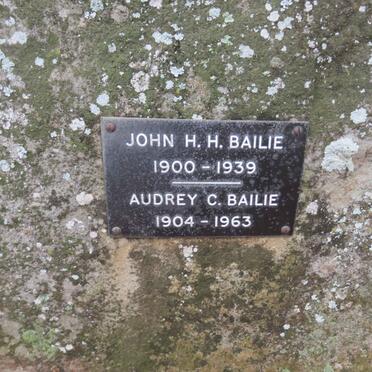 JOHN H. H. BAILIE
1900 - 1939
AUDREY C. BAILIE
1904 - 1963